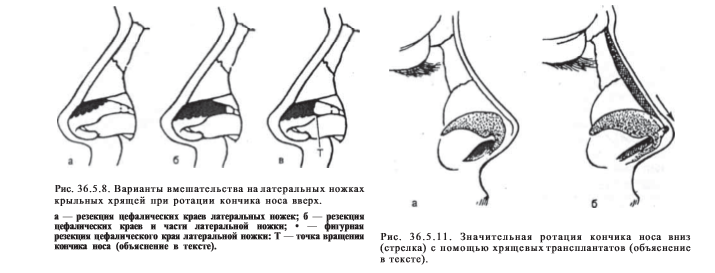 а
б
в
Т
Рис. 36.5.8. Варианты вмешательства на латеральных ножках
крыльных хрящей при ротации кончика носа вверх.
а — резекция цефалических краев латеральных ножек; б — резекция
цефалических краев и части латеральной ножки; • — фигурная
резекция цефалического края латеральной ножки: Т — точка вращения
кончика носа (объяснение в тексте).
а
б
Рис. 36.5.11. Значительная ротация кончика носа вниз
(стрелка) с помощью хрящевых трансплантатов (объяснение
в тексте).